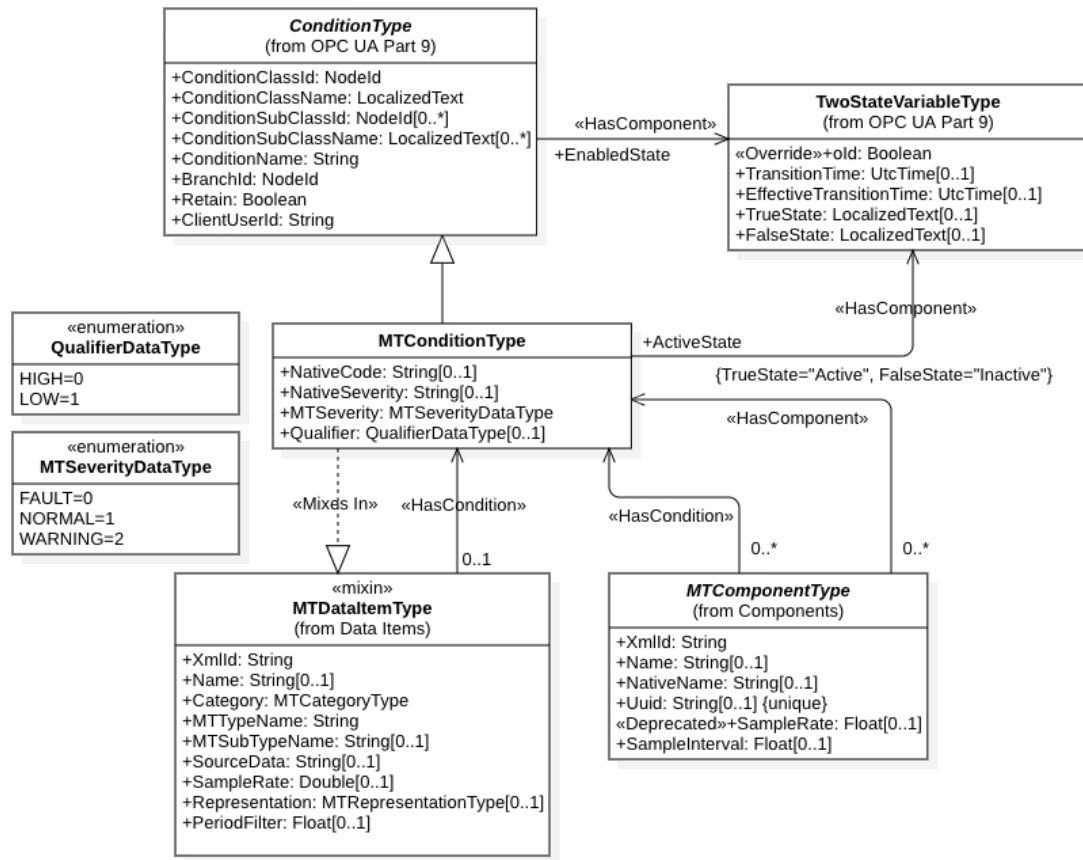 ConditionType
(from OPC UA Part 9)
+ConditionClassId: NodeId
+ConditionClassName: LocalizedText
+ConditionSubClassId: NodeId[0..*]
+ConditionSubClassName: LocalizedText[0..*]
+ConditionName: String
+BranchId: NodeId
+Retain: Boolean
+ClientUserId: String
«HasComponent»
+EnabledState
TwoStateVariableType
(from OPC UA Part 9)
«Override»+oId: Boolean
+TransitionTime: UtcTime[0..1]
+EffectiveTransitionTime: UtcTime[0..1]
+TrueState: LocalizedText[0..1]
+FalseState: LocalizedText[0..1]
«HasComponent»
«enumeration»
QualifierDataType
HIGH=0
LOW=1
MTConditionType
+NativeCode: String[0..1]
+NativeSeverity: String[0..1]
+MTSeverity: MTSeverityDataType
+Qualifier: QualifierDataType[0..1]
+ActiveState
{TrueState="Active", FalseState="Inactive"}
«HasComponent»
«enumeration»
MTSeverityDataType
FAULT=0
NORMAL=1
WARNING=2
«Mixes In»
«HasCondition»
«HasCondition»
0..1
0..*
0..*
«mixin»
MTDataItemType
(from Data Items)
+XmlId: String
+Name: String[0..1]
+Category: MTCategoryType
+MTTypeName: String
+MTSubTypeName: String[0..1]
+SourceData: String[0..1]
+SampleRate: Double[0..1]
+Representation: MTRepresentationType[0..1]
+PeriodFilter: Float[0..1]
MTComponentType
(from Components)
+XmlId: String
+Name: String[0..1]
+NativeName: String[0..1]
+Uuid: String[0..1] {unique}
«Deprecated»+SampleRate: Float[0..1]
+SampleInterval: Float[0..1]